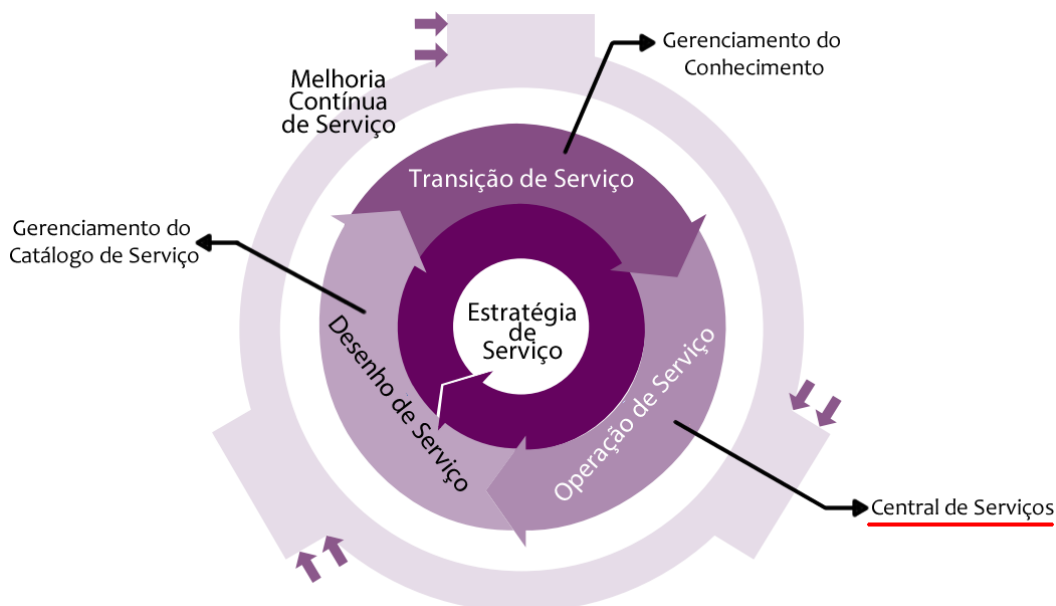 Gerenciamento do
Conhecimento
Melhoria
Contínua
de Serviço
Transição de Serviço
Gerenciamento do
Catálogo de Serviço
Estratégia
de
Serviço
Desenho de Serviço
Operação de Serviço
Central de Serviços